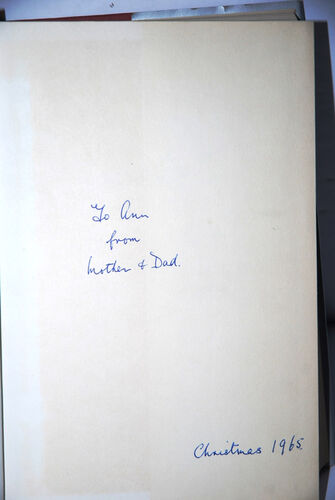 To Ann
from
Mother & Dad.
Christmas 1965.